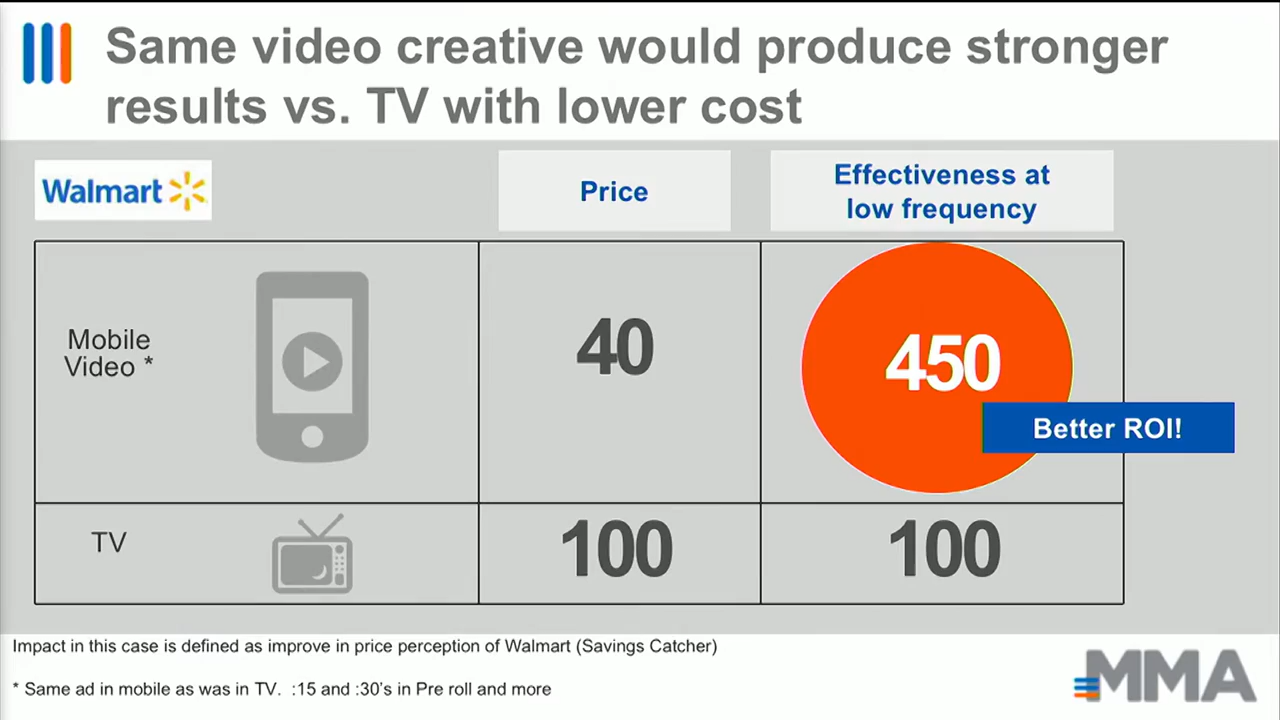 Same video creative would produce stronger
results vs. TV with lower cost
Walmart
Price
Effectiveness at
low frequency
Mobile
Video *
40
450
Better ROI!
TV
100
100
Impact in this case is defined as improve in price perception of Walmart (Savings Catcher)
* Same ad in mobile as was in TV.  :15 and :30's in Pre roll and more
MMA